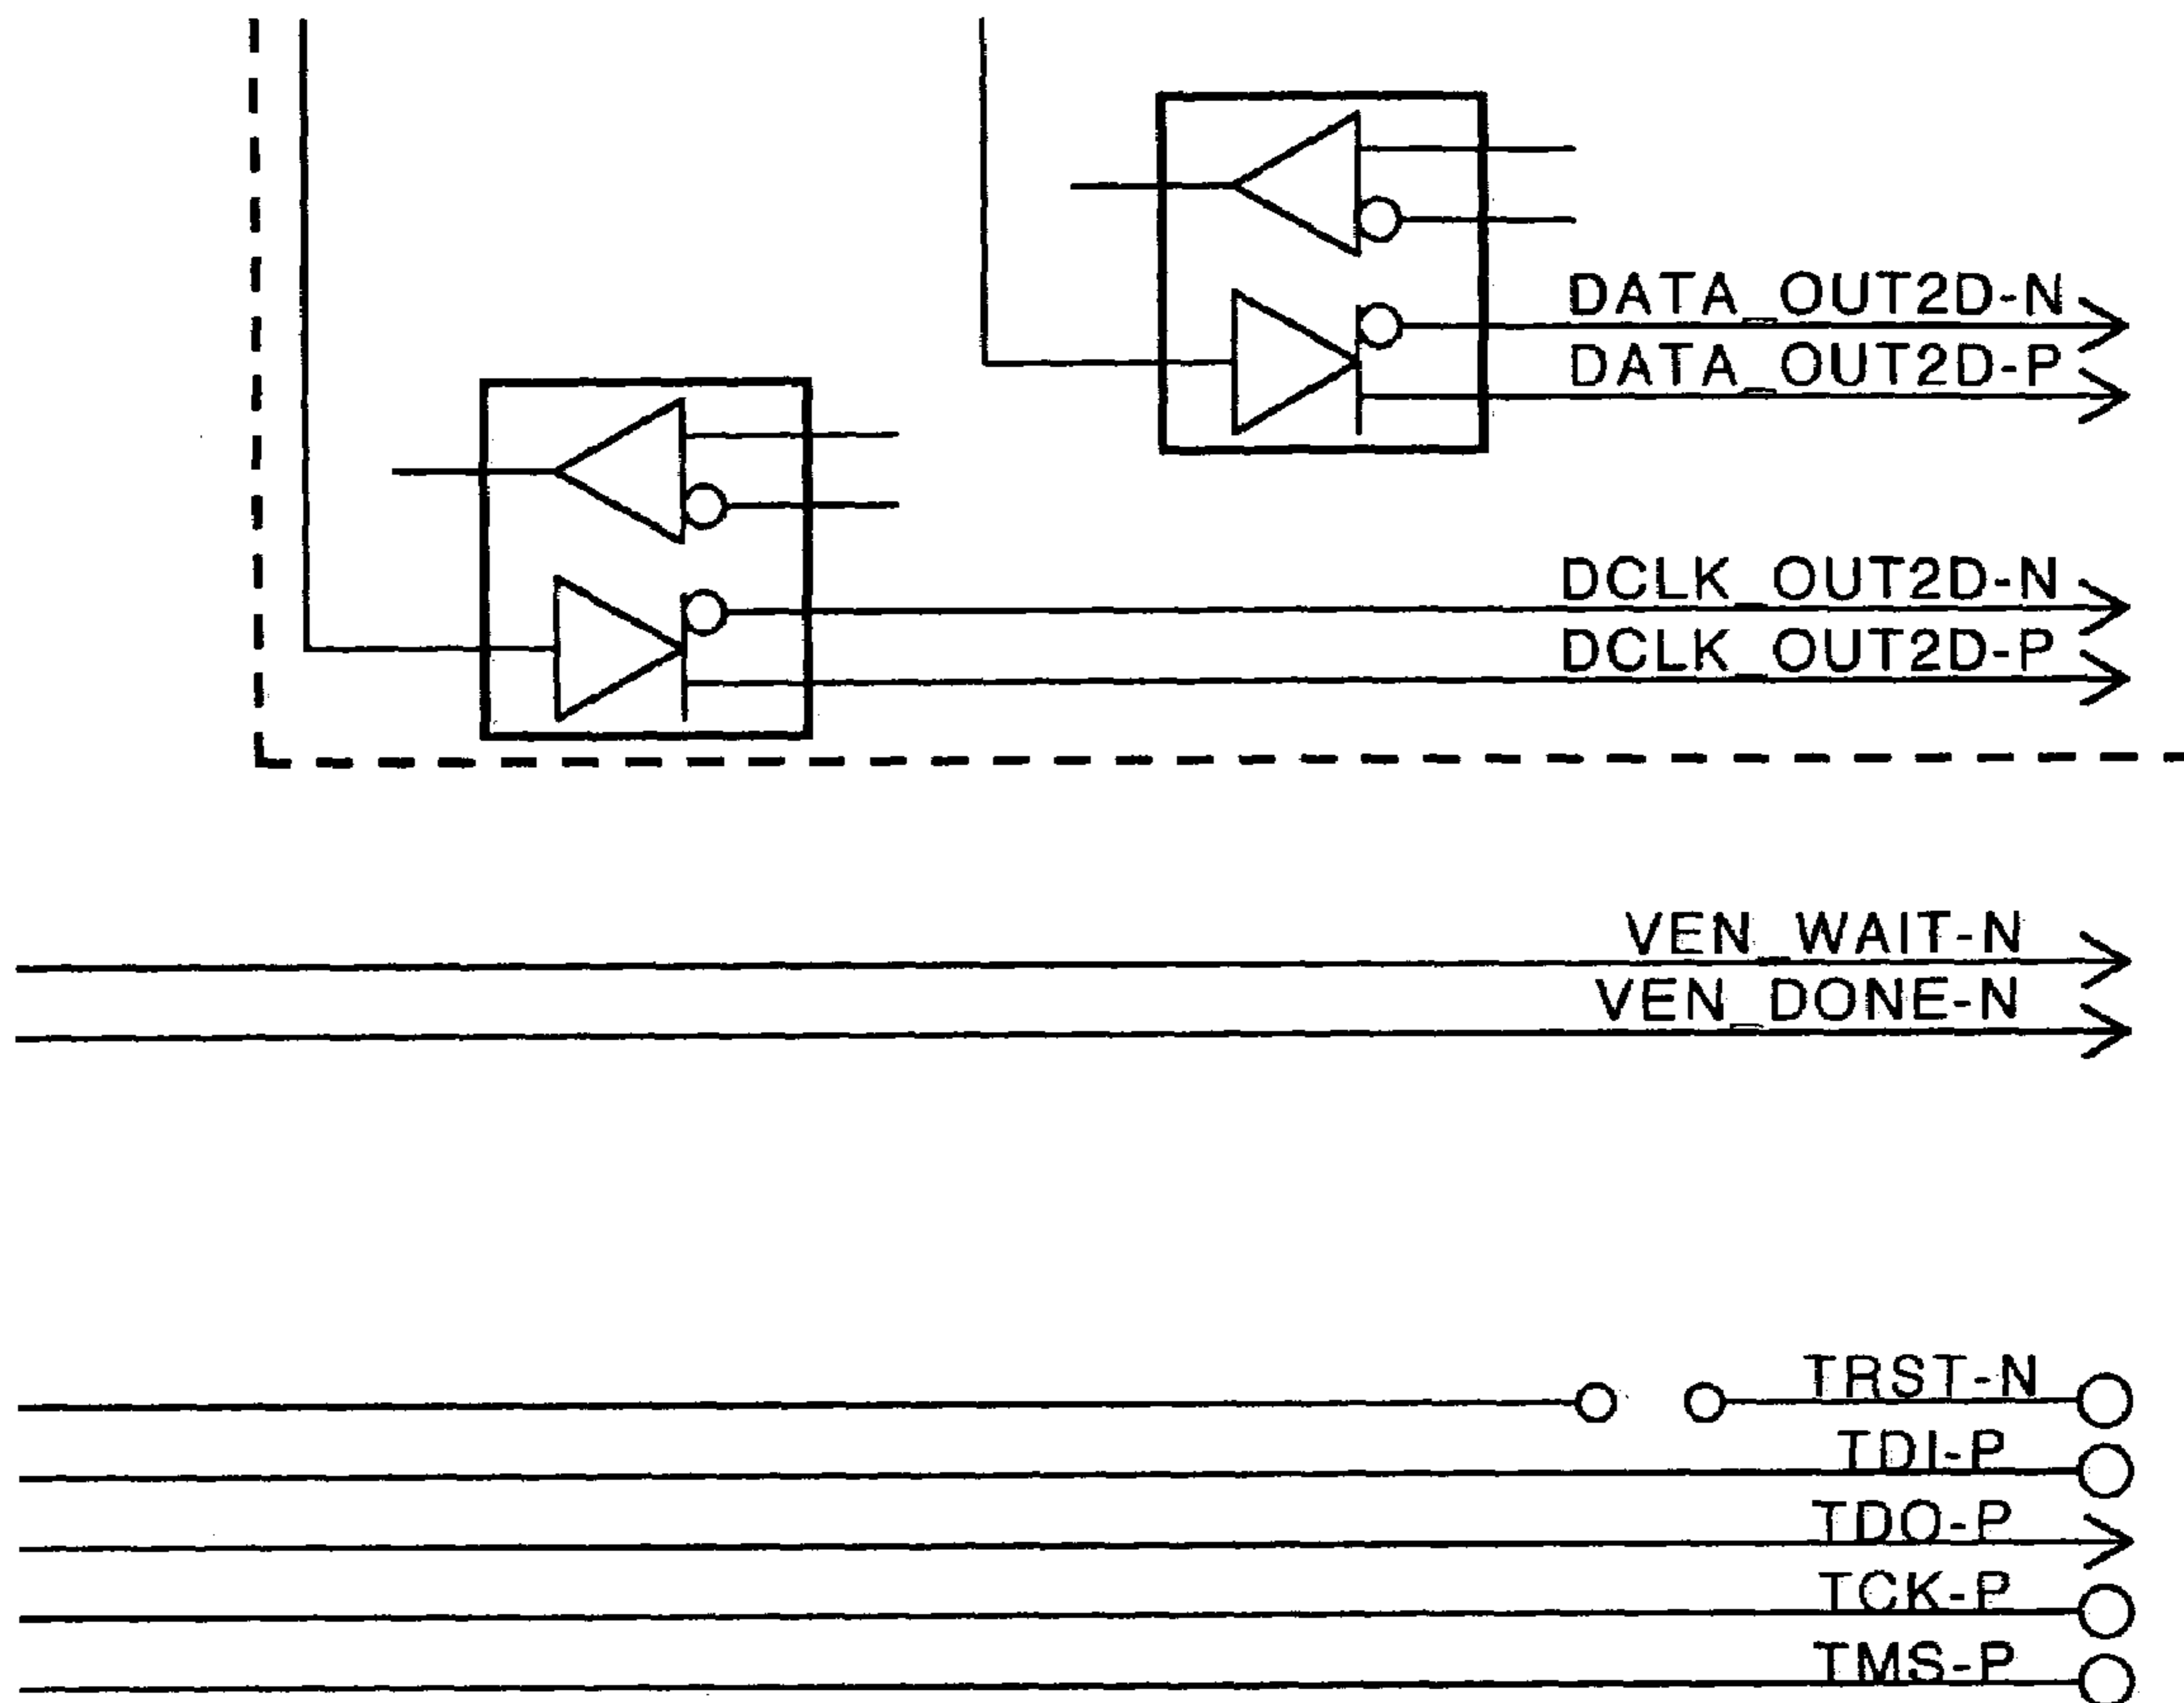 DATA_OUT2D-N
DATA_OUT2D-P
DCLK_OUT2D-N
DCLK_OUT2D-P
VEN_WAIT-N
VEN_DONE-N
TRST-N
TDI-P
TDO-P
TCK-P
TMS-P